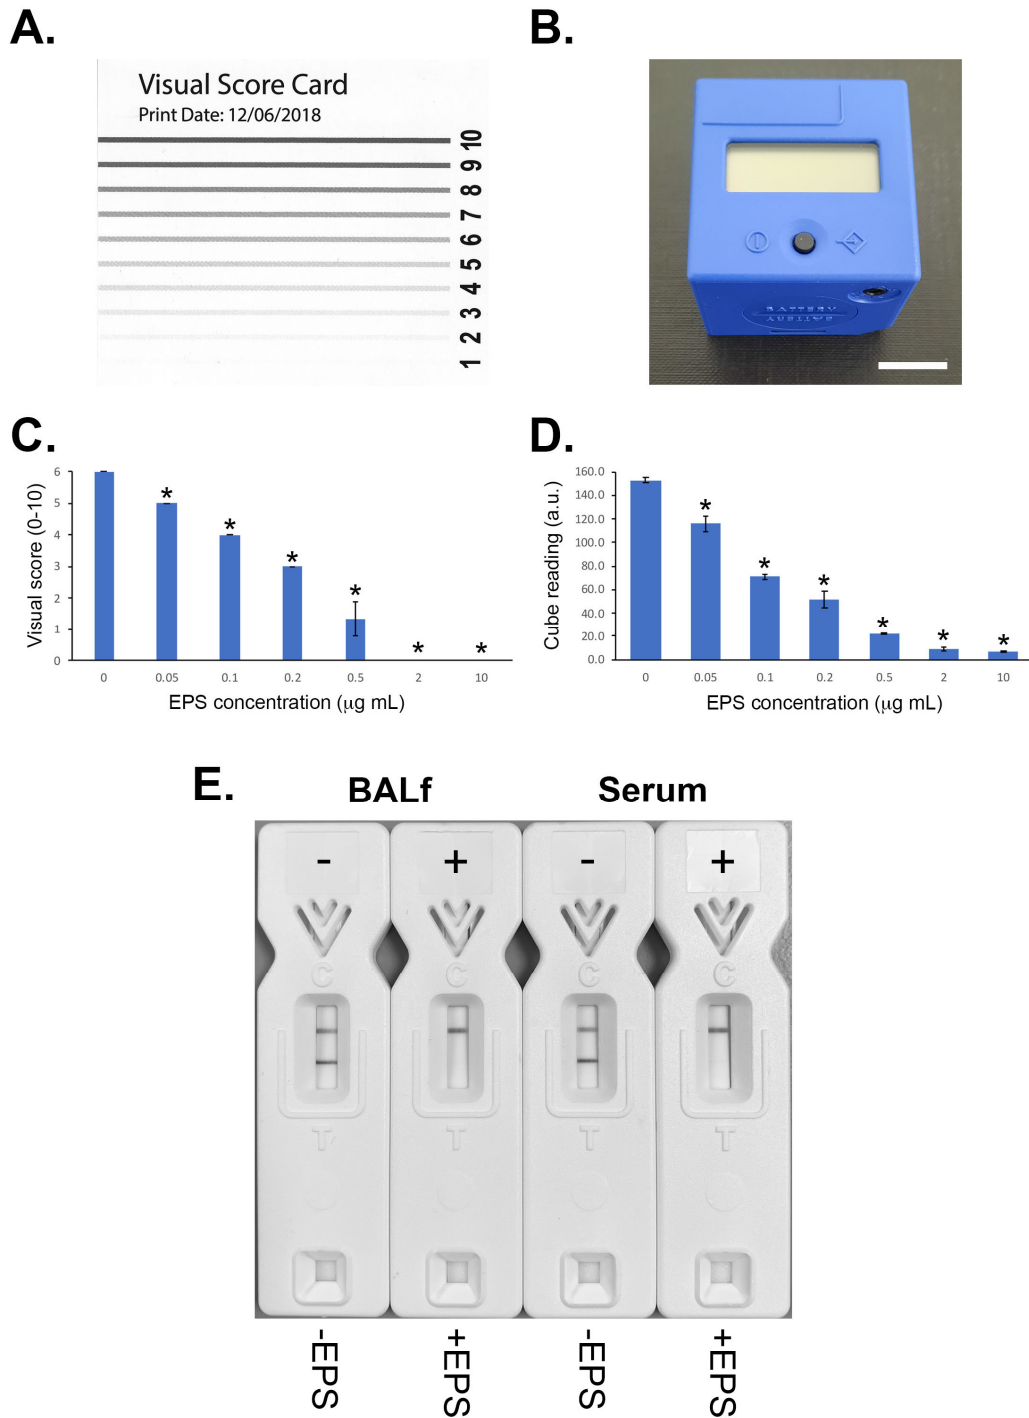 A.
Visual Score Card
Print Date: 12/06/2018
10
9
8
7
6
5
4
3
2
1
B.
BATTERY
BATTERY
C.
Visual score (0-10)
6
5
4
3
2
1
0
*
*
*
*
*
*
*
0 0.05 0.1 0.2 0.5 2 10
EPS concentration (µg mL)
D.
Cube reading (a.u.)
160.0
140.0
120.0
100.0
80.0
60.0
40.0
20.0
0.0
*
*
*
*
*
*
0 0.05 0.1 0.2 0.5 2 10
EPS concentration (µg mL)
E.
BALf Serum
- + - +
C C C C
T T T T
-EPS +EPS -EPS +EPS